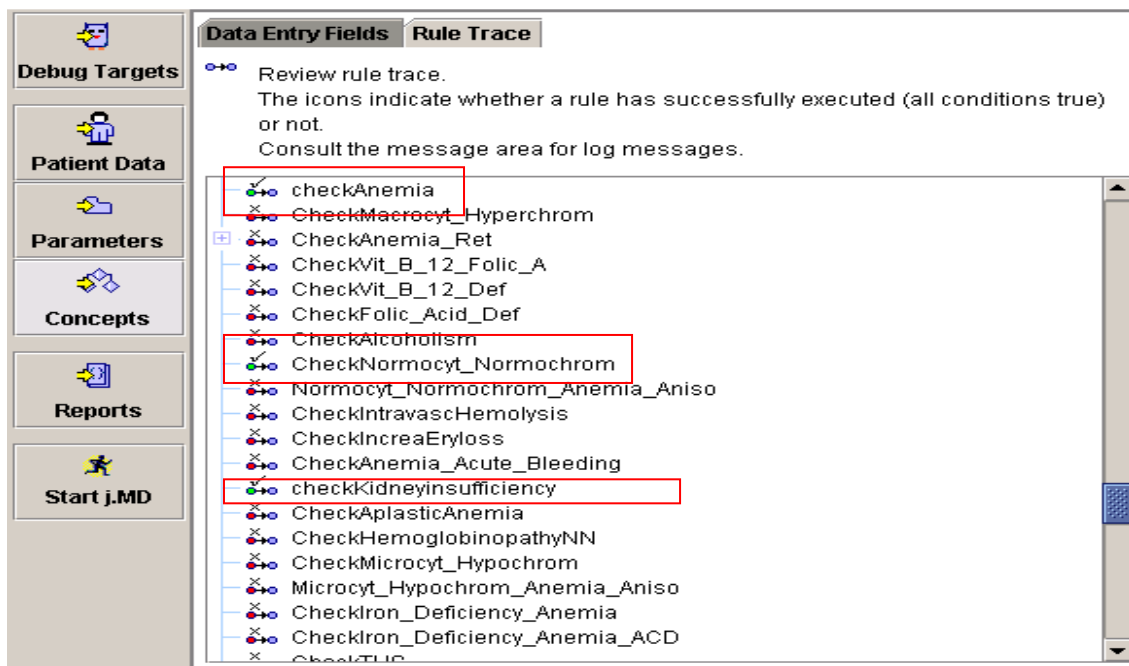 Debug Targets
Patient Data
Parameters
Concepts
Reports
Start j.MD
Data Entry Fields Rule Trace
Review rule trace.
The icons indicate whether a rule has successfully executed (all conditions true)
or not.
Consult the message area for log messages.
checkAnemia
CheckMacrocyt_Hyperchrom
CheckAnemia_Ret
CheckVit_B_12_Folic_A
CheckVit_B_12_Def
CheckFolic_Acid_Def
CheckAlcoholism
CheckNormocyt_Normochrom
Normocyt_Normochrom_Anemia_Aniso
CheckIntravascHemolysis
CheckIncreaEryloss
CheckAnemia_Acute_Bleeding
checkKidneyinsufficiency
CheckAplasticAnemia
CheckHemoglobinopathyNN
CheckMicrocyt_Hypochrom
Microcyt_Hypochrom_Anemia_Aniso
CheckIron_Deficiency_Anemia
CheckIron_Deficiency_Anemia_ACD